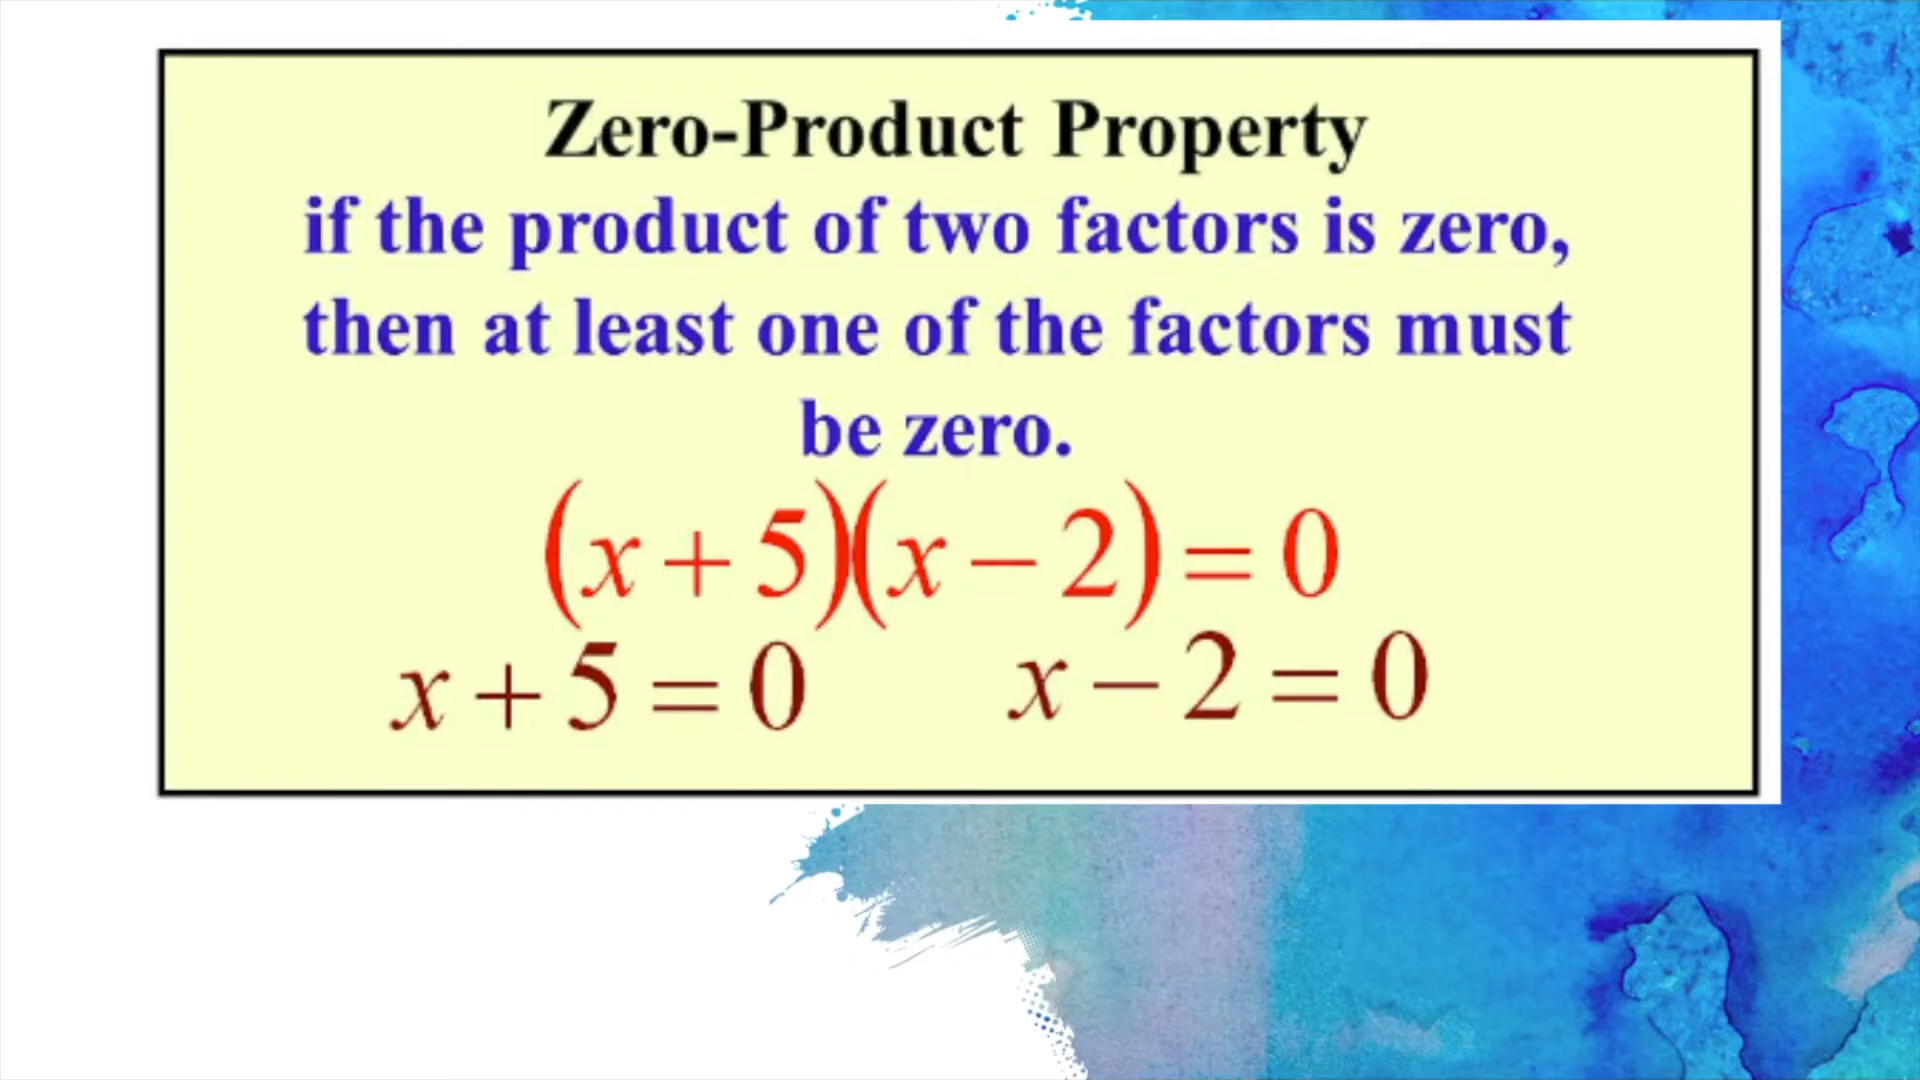 Zero-Product Property
if the product of two factors is zero,
then at least one of the factors must
be zero.
(x + 5)(x − 2) = 0
x + 5 = 0 x − 2 = 0